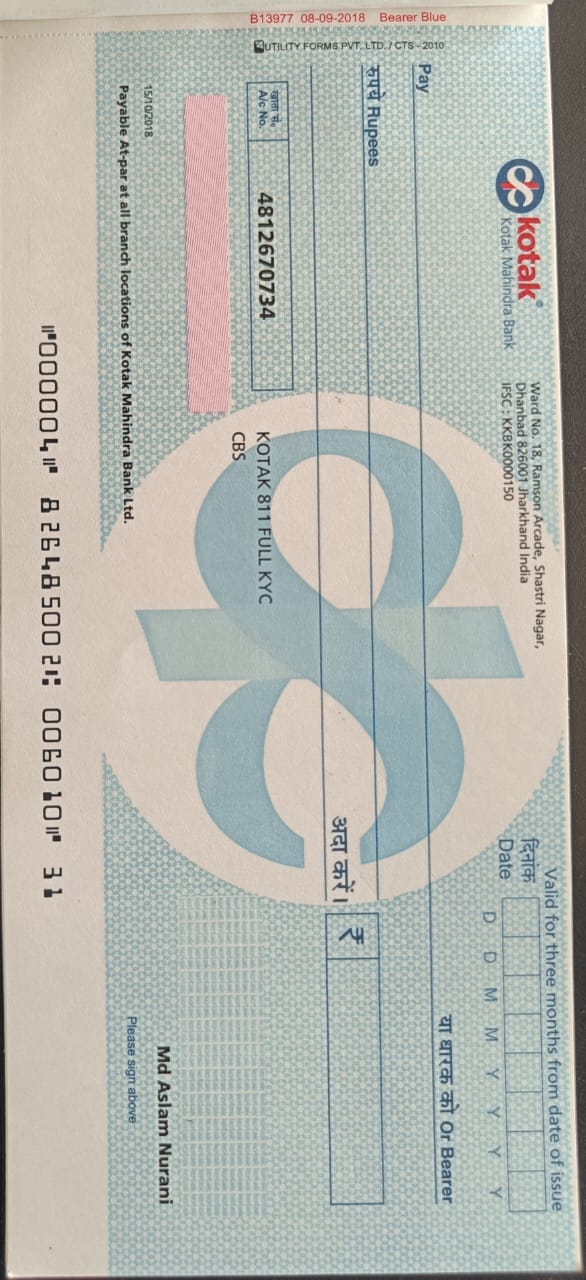 B13977 08-09-2018 Bearer Blue
UTILITY FORMS PVT. LTD. / CTS - 2010
kotak®
Kotak Mahindra Bank
Ward No. 18, Ramson Arcade, Shastri Nagar,
Dhanbad 826001 Jharkhand India
IFSC : KKBK0000150
Valid for three months from date of issue
दिनांक
Date
D D M M Y Y Y Y
Pay
या धारक को Or Bearer
रुपये Rupees
अदा करें।
₹
खाता सं०
A/c No.
4812670734
KOTAK 811 FULL KYC
CBS
15/10/2018
Payable At-par at all branch locations of Kotak Mahindra Bank Ltd.
Md Aslam Nurani
Please sign above
⑈000004⑈ 826485002⑆ 006010⑈ 31